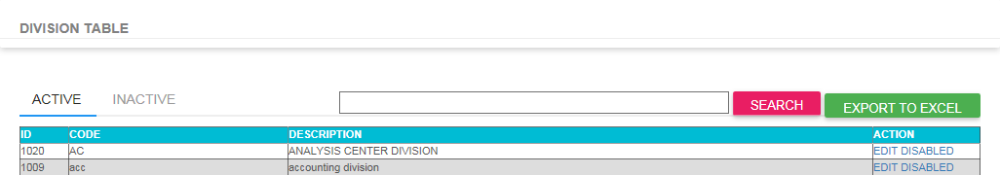 DIVISION TABLE
ACTIVE INACTIVE SEARCH EXPORT TO EXCEL
ID CODE DESCRIPTION ACTION
1020 AC ANALYSIS CENTER DIVISION EDIT DISABLED
1009 acc accounting division EDIT DISABLED